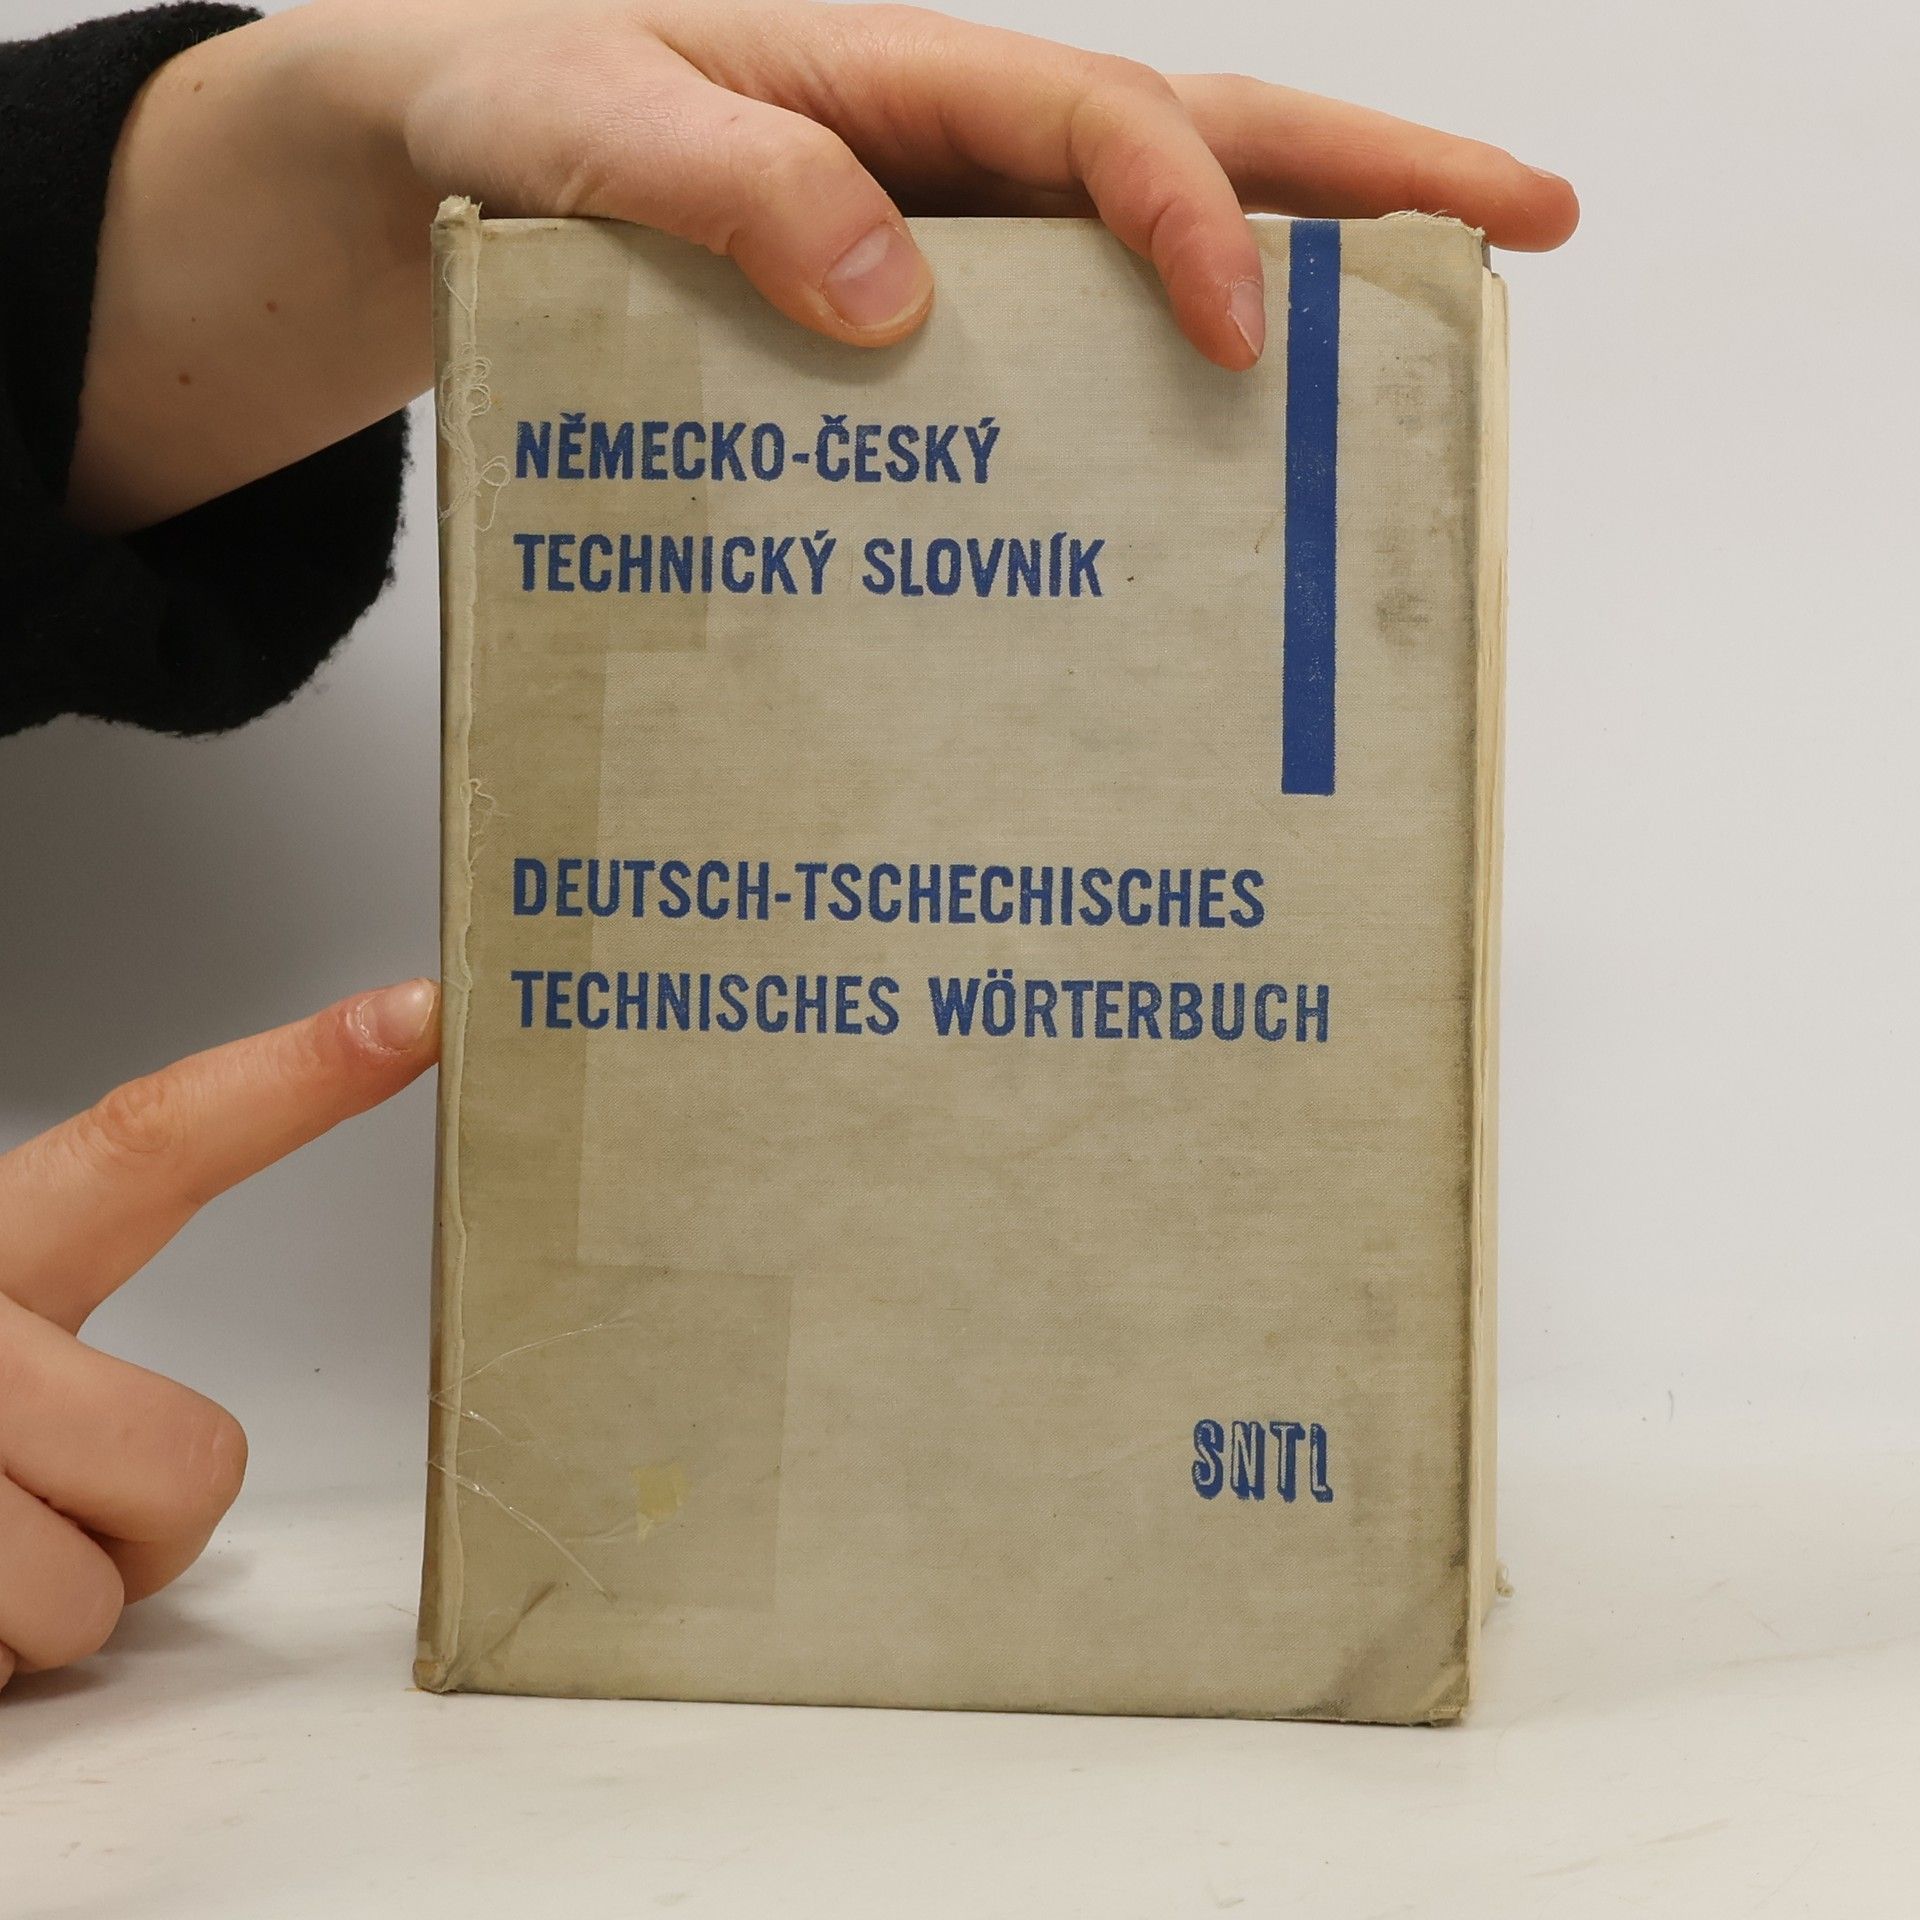 NĚMECKO-ČESKÝ
TECHNICKÝ SLOVNÍK
DEUTSCH-TSCHECHISCHES
TECHNISCHES WÖRTERBUCH
SNTL